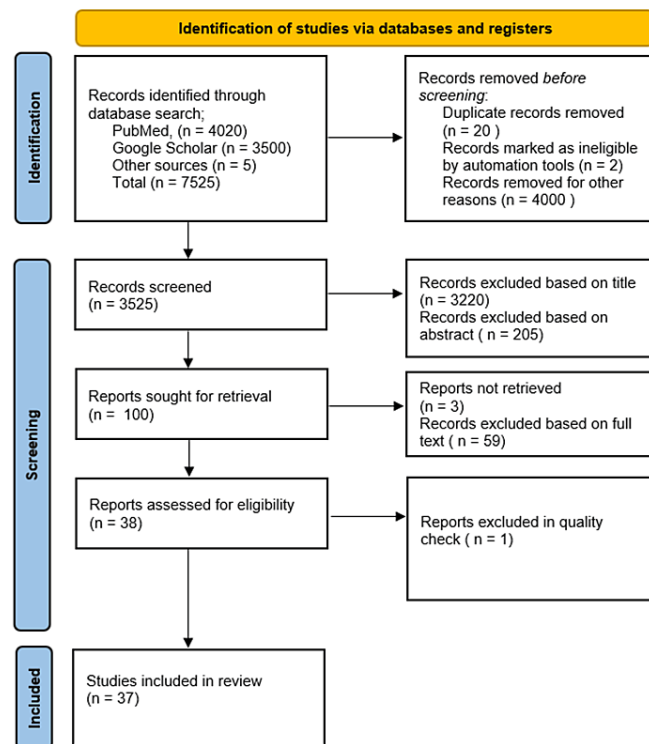 Identification of studies via databases and registers
Identification
Records identified through
database search;
PubMed, (n = 4020)
Google Scholar (n = 3500)
Other sources (n = 5)
Total (n = 7525)
Records removed before
screening:
Duplicate records removed
(n = 20 )
Records marked as ineligible
by automation tools (n = 2)
Records removed for other
reasons (n = 4000 )
Screening
Records screened
(n = 3525)
Records excluded based on title
(n = 3220)
Records excluded based on
abstract ( n = 205)
Reports sought for retrieval
(n = 100)
Reports not retrieved
(n = 3)
Records excluded based on full
text ( n = 59)
Reports assessed for eligibility
(n = 38)
Reports excluded in quality
check ( n = 1)
Included
Studies included in review
(n = 37)